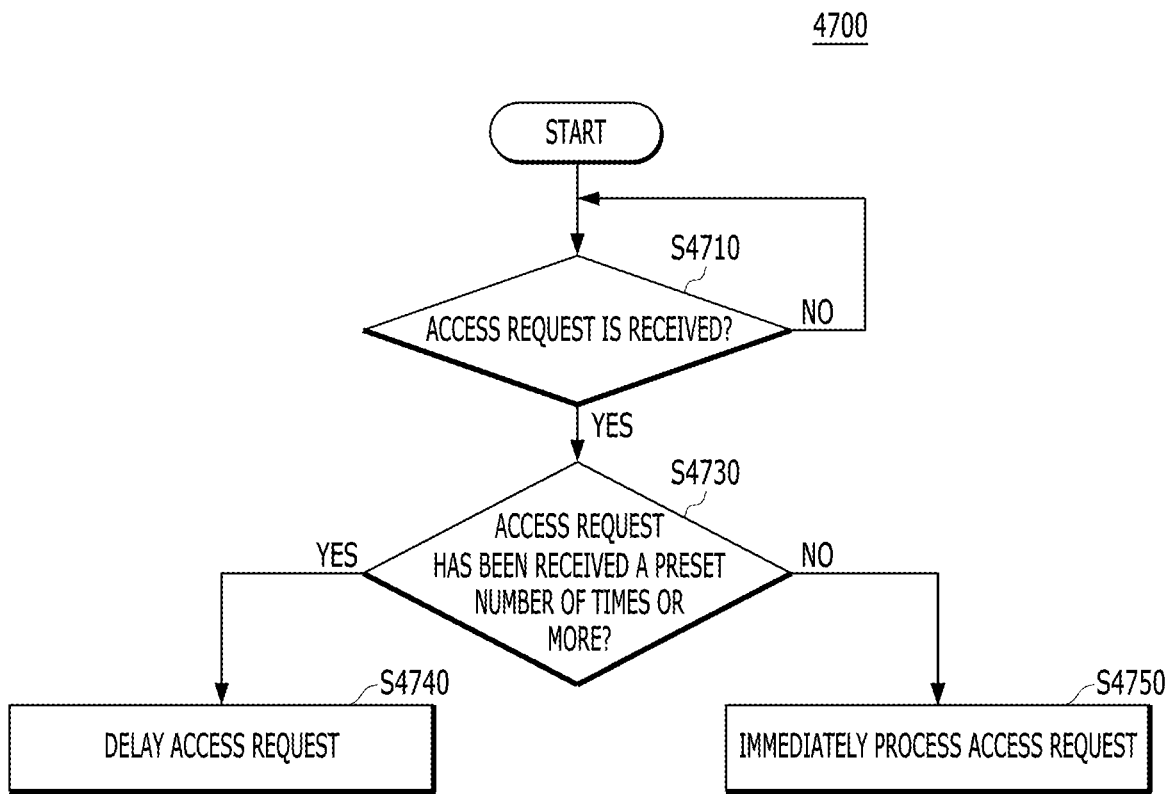 4700
START
S4710
ACCESS REQUEST IS RECEIVED?
NO
YES
S4730
ACCESS REQUEST
HAS BEEN RECEIVED A PRESET
NUMBER OF TIMES OR
MORE?
YES
NO
S4740
DELAY ACCESS REQUEST
S4750
IMMEDIATELY PROCESS ACCESS REQUEST